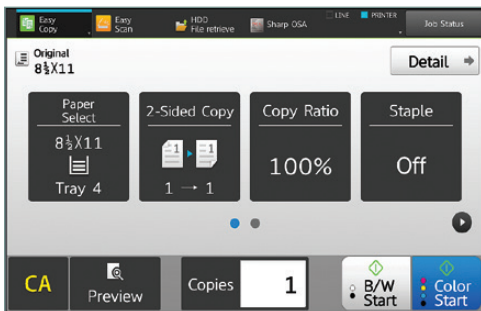 Easy
Copy
Easy
Scan
HDD
File retrieve
Sharp OSA
LINE
PRINTER
Job Status
Original
8½X11
Detail
Paper
Select
8½X11
Tray 4
2-Sided Copy
1 1
1 → 1
Copy Ratio
100%
Staple
Off
CA
Preview
Copies
1
B/W
Start
Color
Start